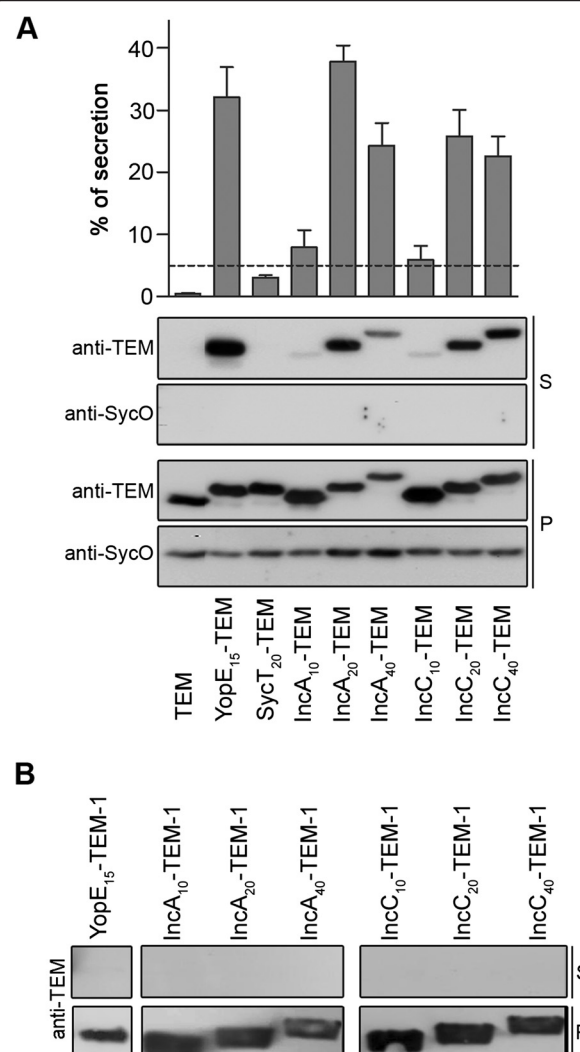 A
% of secretion
40
30
20
10
0
anti-TEM
S
anti-SycO
anti-TEM
P
anti-SycO
TEM
YopE15-TEM
SycT20-TEM
IncA10-TEM
IncA20-TEM
IncA40-TEM
IncC10-TEM
IncC20-TEM
IncC40-TEM
B
YopE15-TEM-1
IncA10-TEM-1
IncA20-TEM-1
IncA40-TEM-1
IncC10-TEM-1
IncC20-TEM-1
IncC40-TEM-1
anti-TEM